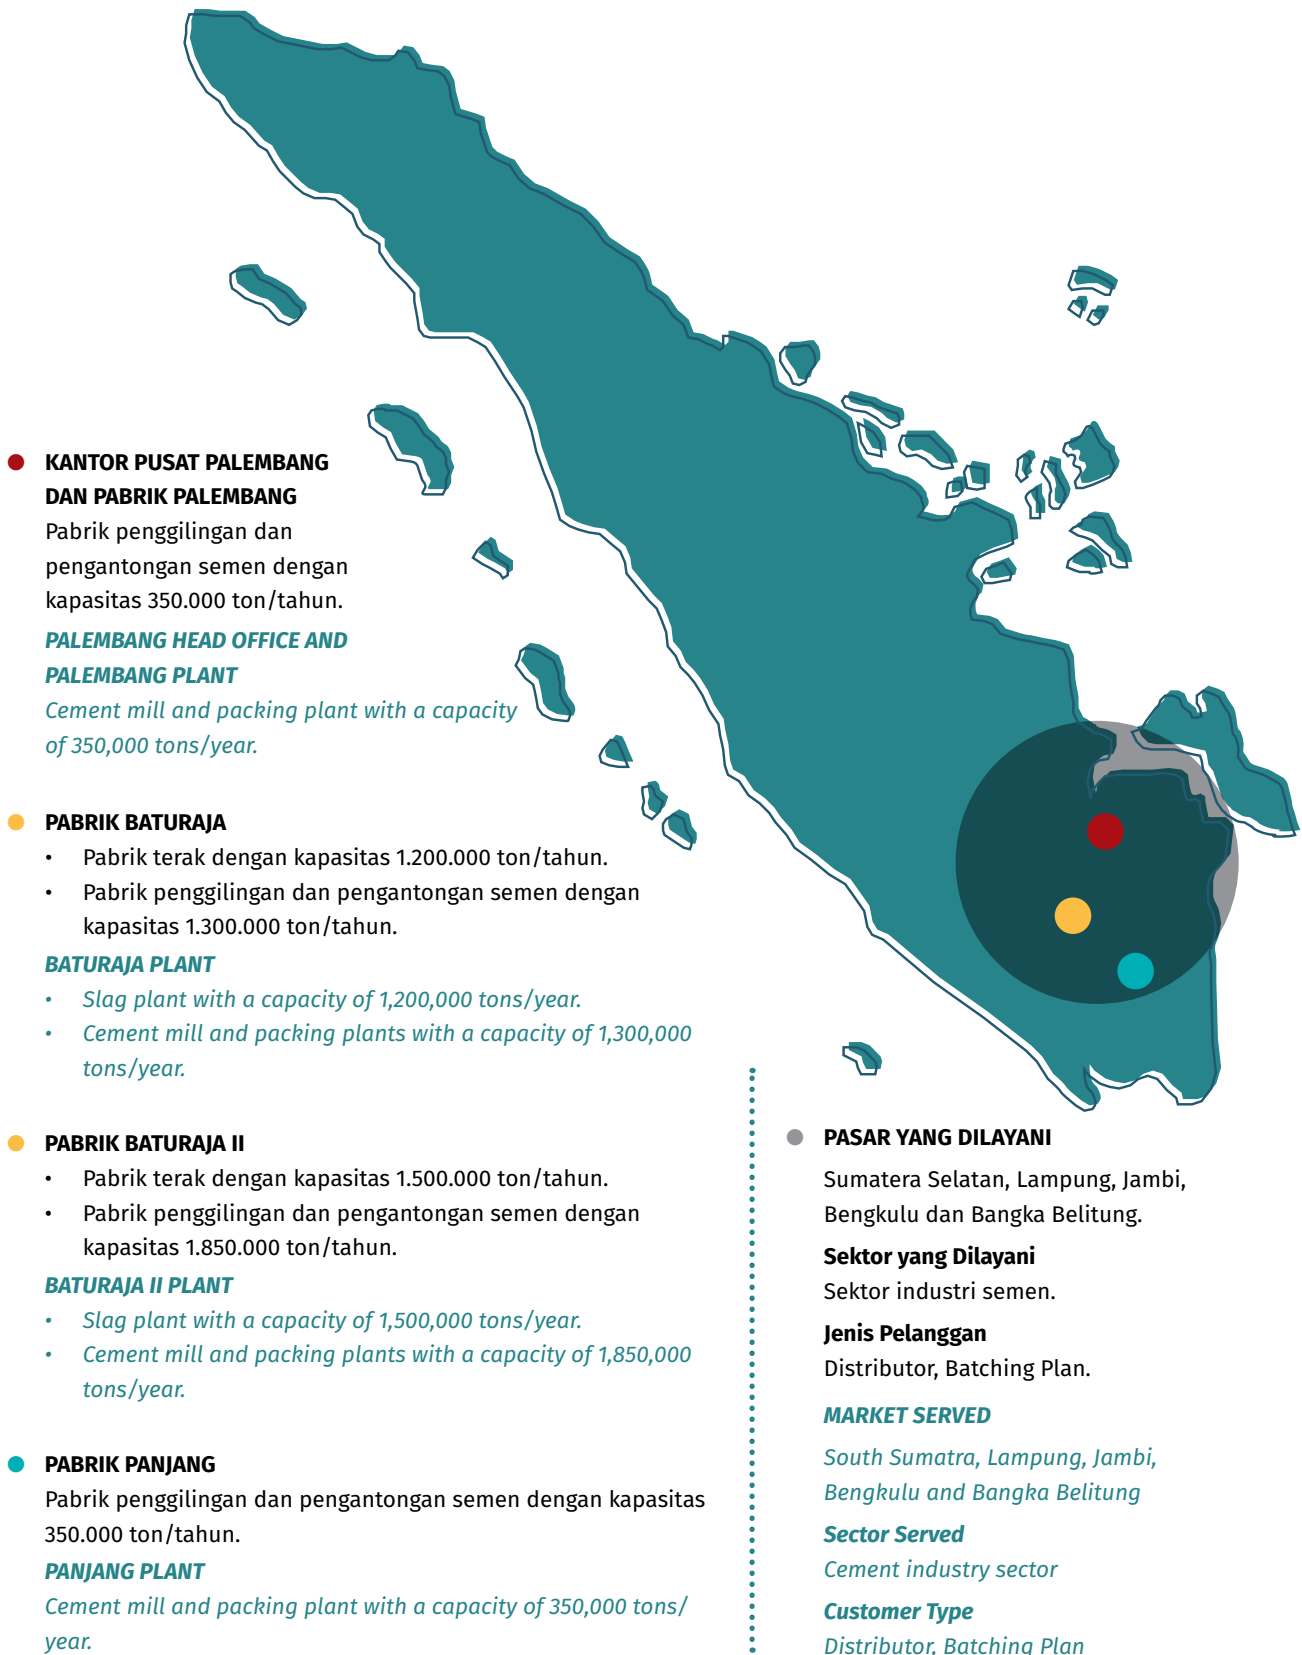 KANTOR PUSAT PALEMBANG
DAN PABRIK PALEMBANG
Pabrik penggilingan dan
pengantongan semen dengan
kapasitas 350.000 ton/tahun.
PALEMBANG HEAD OFFICE AND
PALEMBANG PLANT
Cement mill and packing plant with a capacity
of 350,000 tons/year.
PABRIK BATURAJA
• Pabrik terak dengan kapasitas 1.200.000 ton/tahun.
• Pabrik penggilingan dan pengantongan semen dengan
kapasitas 1.300.000 ton/tahun.
BATURAJA PLANT
• Slag plant with a capacity of 1,200,000 tons/year.
• Cement mill and packing plants with a capacity of 1,300,000
tons/year.
PABRIK BATURAJA II
• Pabrik terak dengan kapasitas 1.500.000 ton/tahun.
• Pabrik penggilingan dan pengantongan semen dengan
kapasitas 1.850.000 ton/tahun.
BATURAJA II PLANT
• Slag plant with a capacity of 1,500,000 tons/year.
• Cement mill and packing plants with a capacity of 1,850,000
tons/year.
PABRIK PANJANG
Pabrik penggilingan dan pengantongan semen dengan kapasitas
350.000 ton/tahun.
PANJANG PLANT
Cement mill and packing plant with a capacity of 350,000 tons/
year.
PASAR YANG DILAYANI
Sumatera Selatan, Lampung, Jambi,
Bengkulu dan Bangka Belitung.
Sektor yang Dilayani
Sektor industri semen.
Jenis Pelanggan
Distributor, Batching Plan.
MARKET SERVED
South Sumatra, Lampung, Jambi,
Bengkulu and Bangka Belitung
Sector Served
Cement industry sector
Customer Type
Distributor, Batching Plan